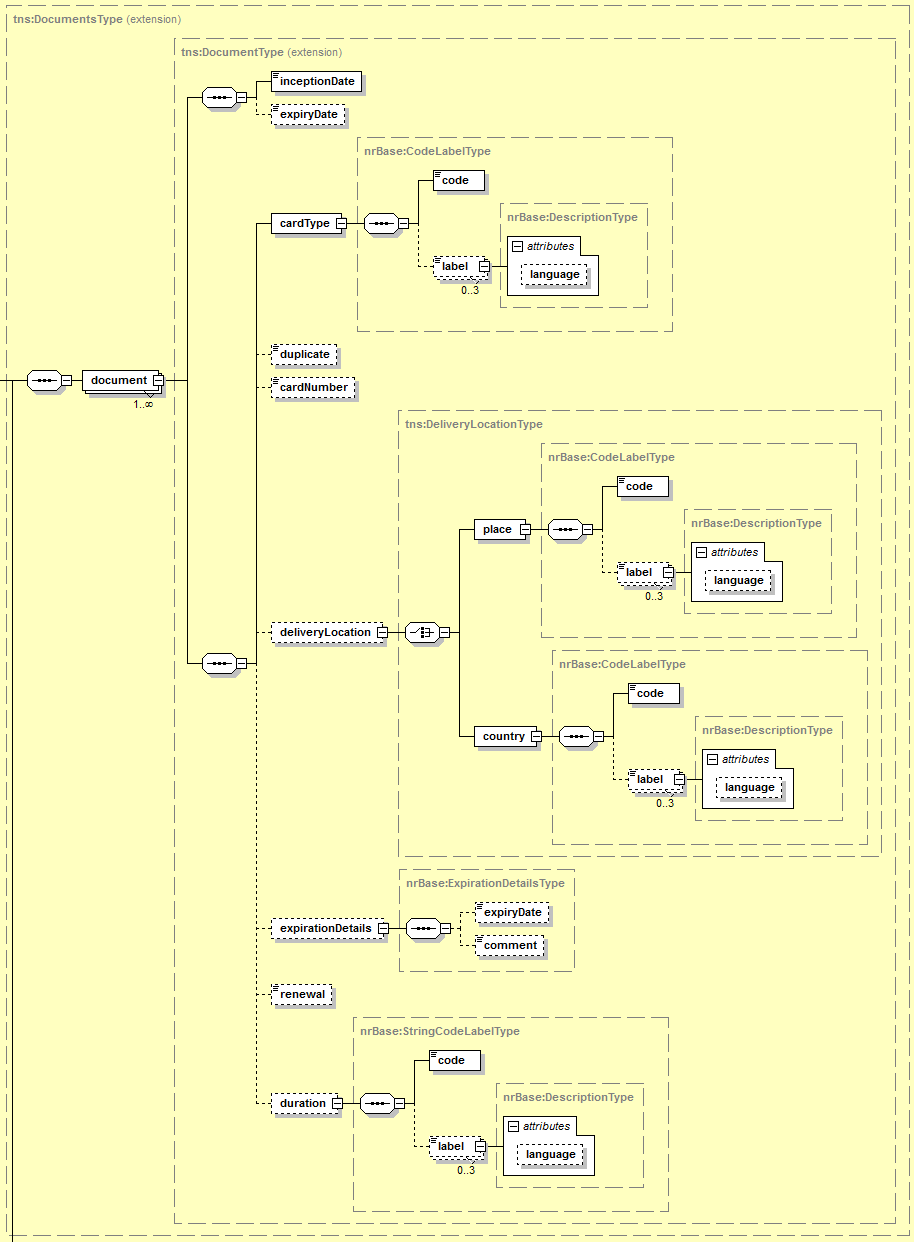 tns:DocumentsType (extension)
tns:DocumentType (extension)
inceptionDate
expiryDate
nrBase:CodeLabelType
code
nrBase:DescriptionType
cardType
attributes
label
language
0..3
duplicate
document
cardNumber
1..∞
tns:DeliveryLocationType
nrBase:CodeLabelType
code
nrBase:DescriptionType
place
attributes
label
language
0..3
deliveryLocation
nrBase:CodeLabelType
code
nrBase:DescriptionType
country
attributes
label
language
0..3
nrBase:ExpirationDetailsType
expiryDate
expirationDetails
comment
renewal
nrBase:StringCodeLabelType
code
nrBase:DescriptionType
duration
attributes
label
language
0..3